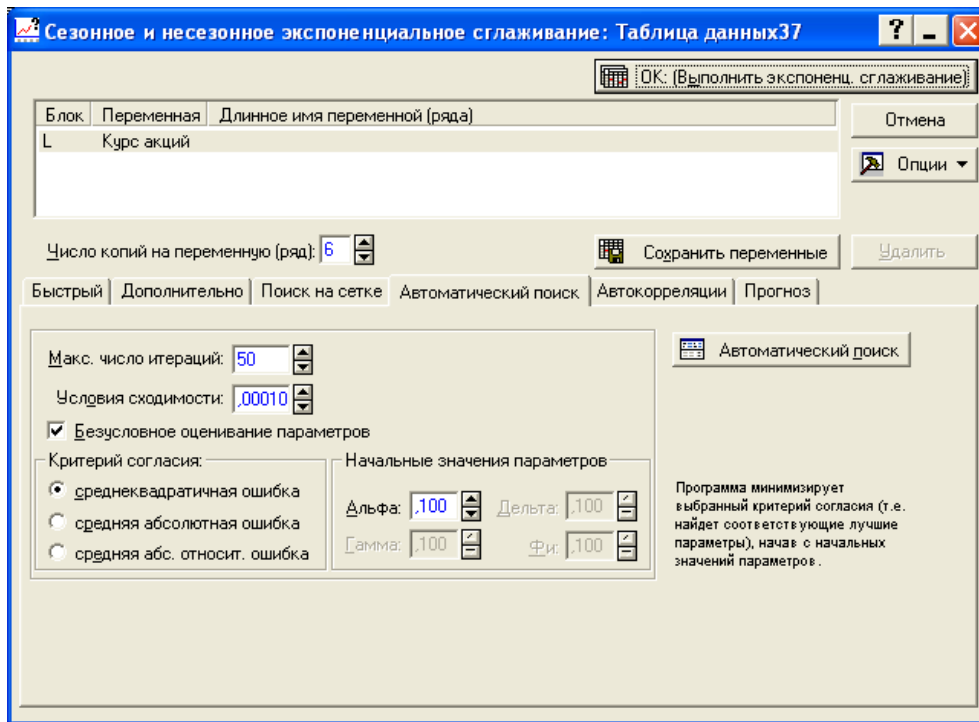 Сезонное и несезонное экспоненциальное сглаживание: Таблица данных37
OK: (Выполнить экспоненц. сглаживание)
Блок Переменная Длинное имя переменной (ряда)
L Курс акций
Отмена
Опции
Число копий на переменную (ряд): 6
Сохранить переменные
Удалить
Быстрый Дополнительно Поиск на сетке Автоматический поиск Автокорреляции Прогноз
Макс. число итераций: 50
Условия сходимости: ,00010
Безусловное оценивание параметров
Критерий согласия:
среднеквадратичная ошибка
средняя абсолютная ошибка
средняя абс. относит. ошибка
Начальные значения параметров
Альфа: ,100 Дельта: ,100
Гамма: ,100 Фи: ,100
Автоматический поиск
Программа минимизирует
выбранный критерий согласия (т.е.
найдет соответствующие лучшие
параметры), начав с начальных
значений параметров.